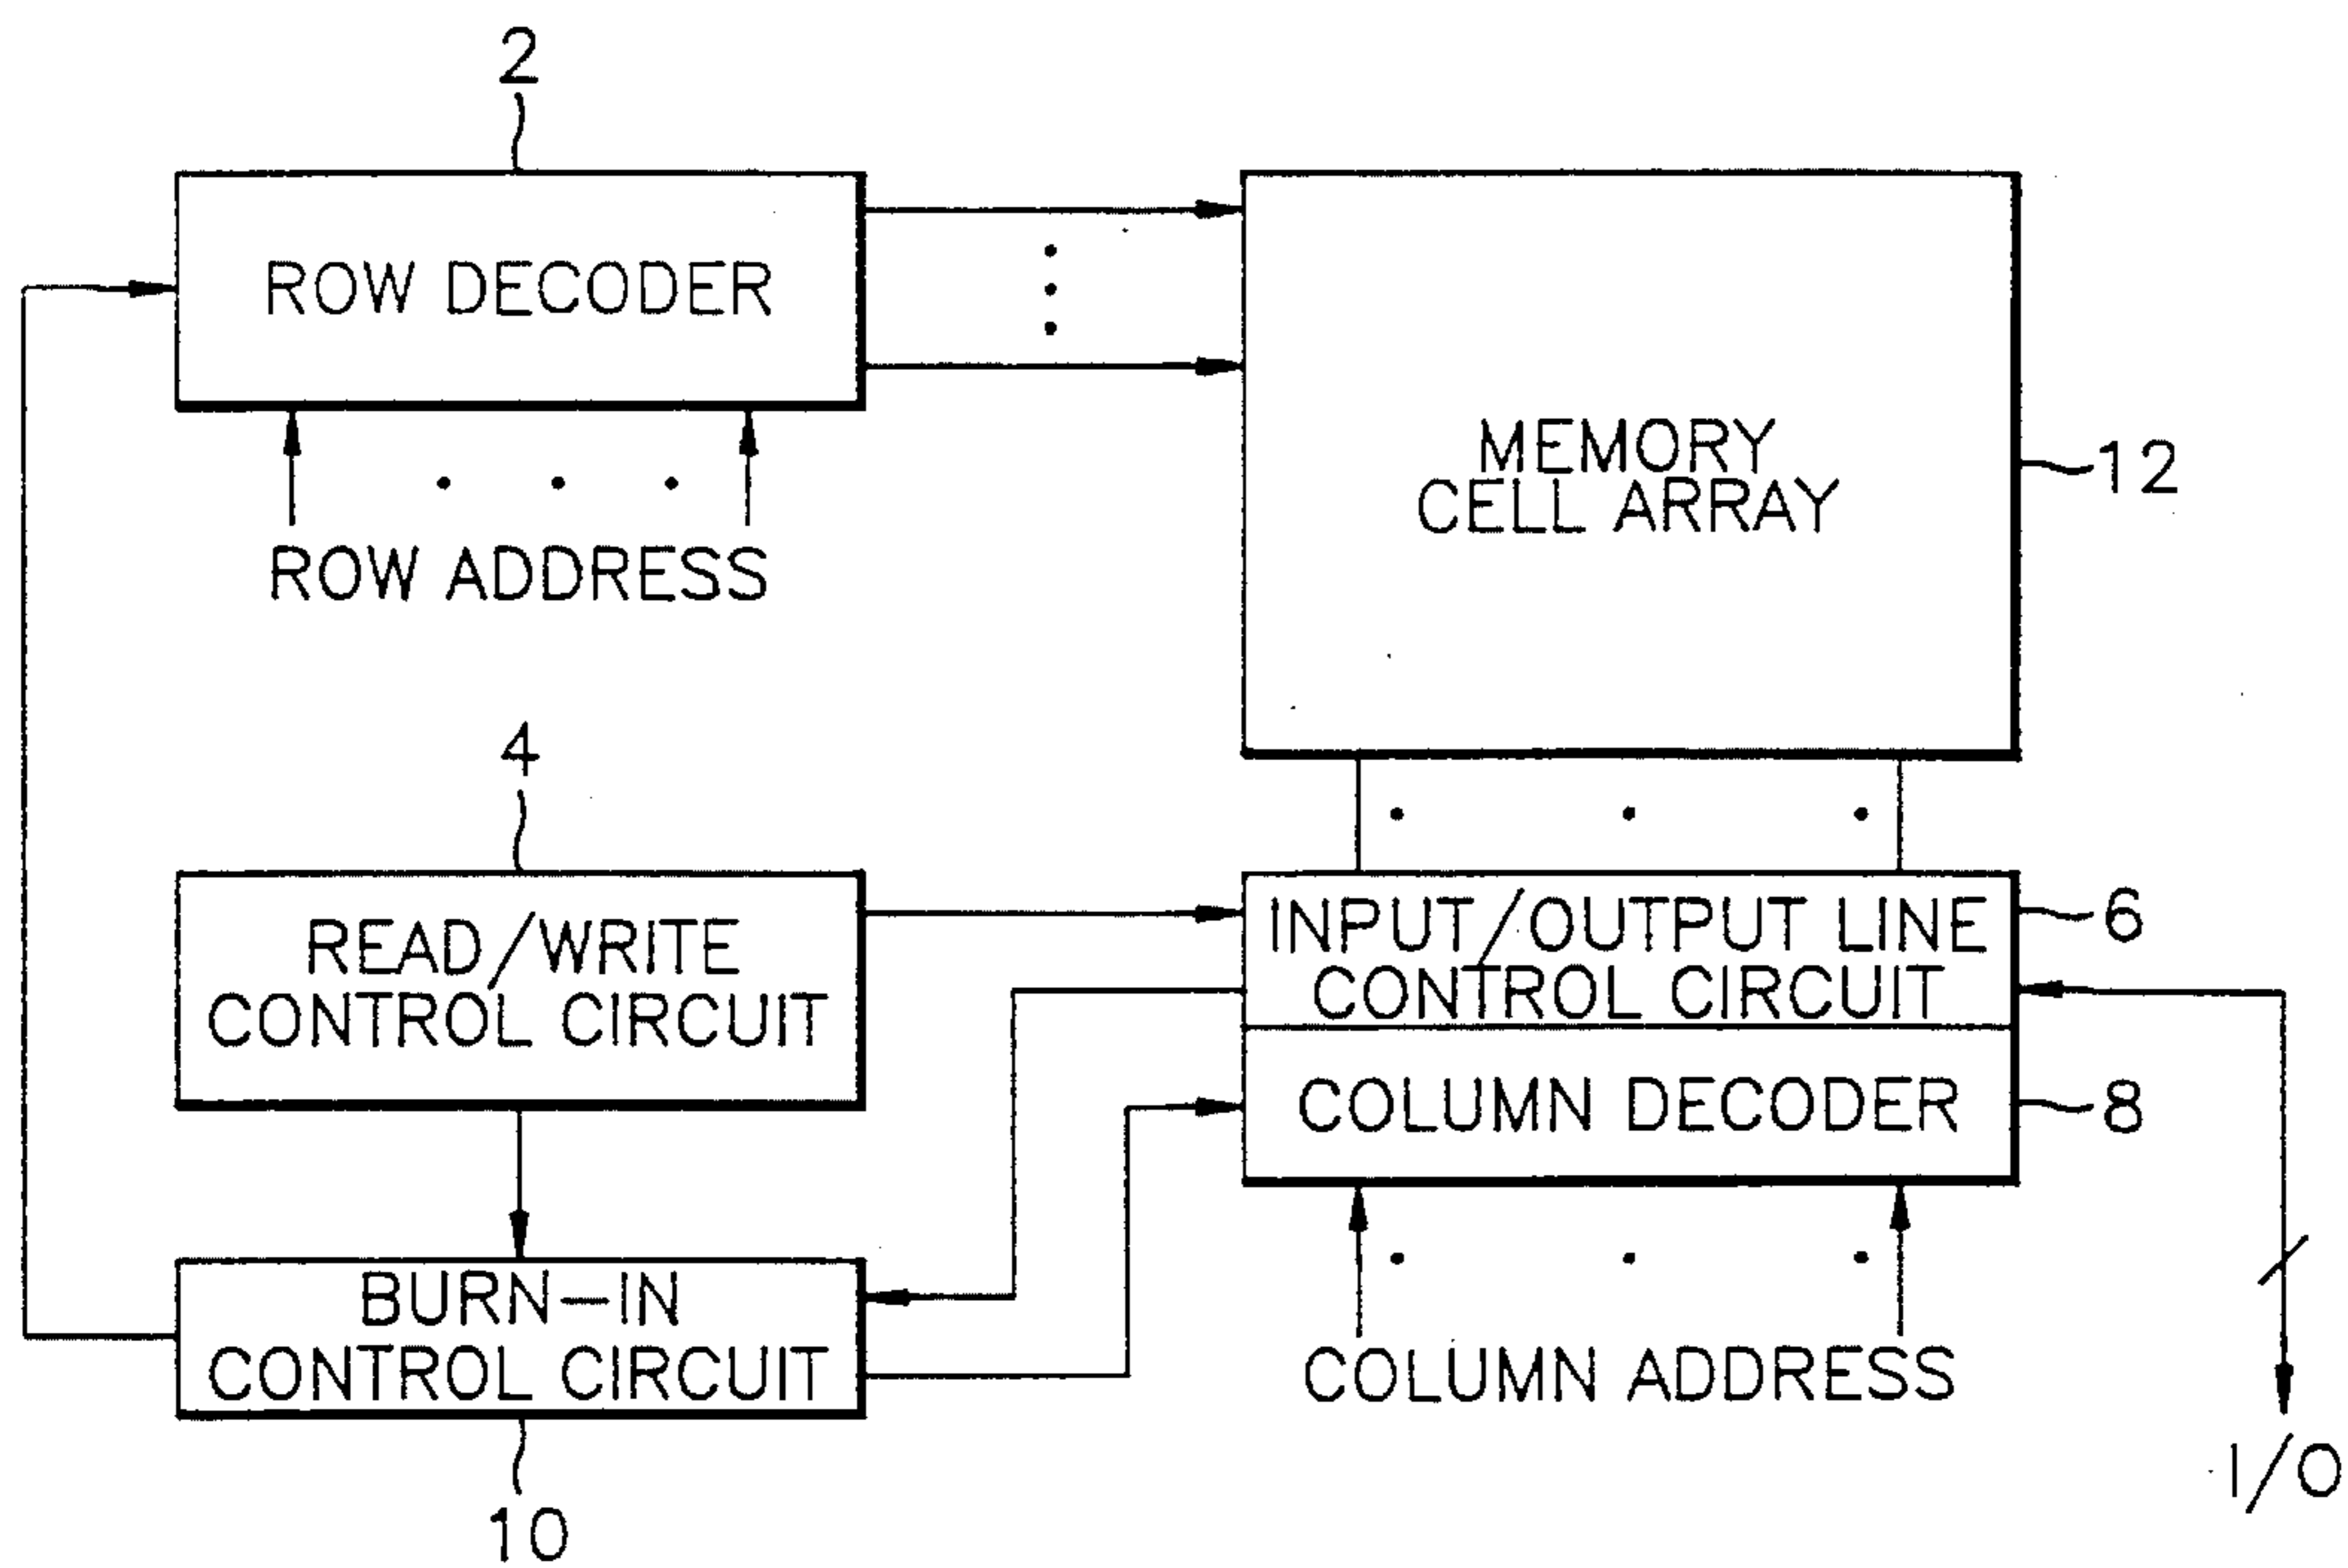 2
ROW DECODER
ROW ADDRESS
MEMORY
CELL ARRAY
12
4
READ/WRITE
CONTROL CIRCUIT
INPUT/OUTPUT LINE
CONTROL CIRCUIT
6
COLUMN DECODER
8
BURN-IN
CONTROL CIRCUIT
10
COLUMN ADDRESS
I/O